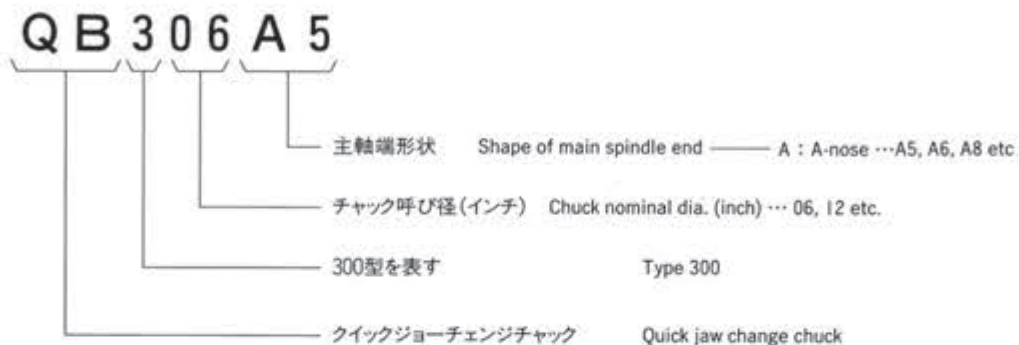 QB306A5
主軸端形状 Shape of main spindle end A : A-nose …A5, A6, A8 etc
チャック呼び径(インチ) Chuck nominal dia. (inch) … 06, 12 etc.
300型を表す Type 300
クイックジョーチェンジチャック Quick jaw change chuck